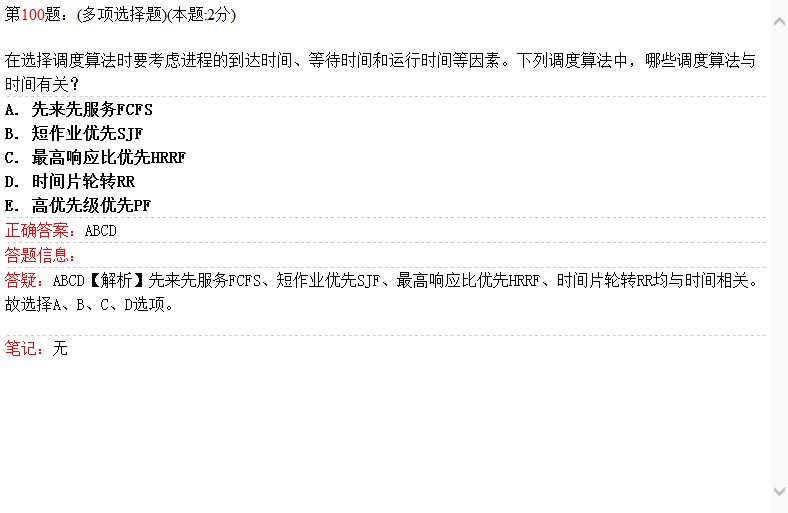 第100题：(多项选择题)(本题:2分)
在选择调度算法时要考虑进程的到达时间、等待时间和运行时间等因素。下列调度算法中，哪些调度算法与
时间有关？
A. 先来先服务FCFS
B. 短作业优先SJF
C. 最高响应比优先HRRF
D. 时间片轮转RR
E. 高优先级优先PF
正确答案：ABCD
答题信息：
答疑：ABCD【解析】先来先服务FCFS、短作业优先SJF、最高响应比优先HRRF、时间片轮转RR均与时间相关。
故选择A、B、C、D选项。
笔记：无